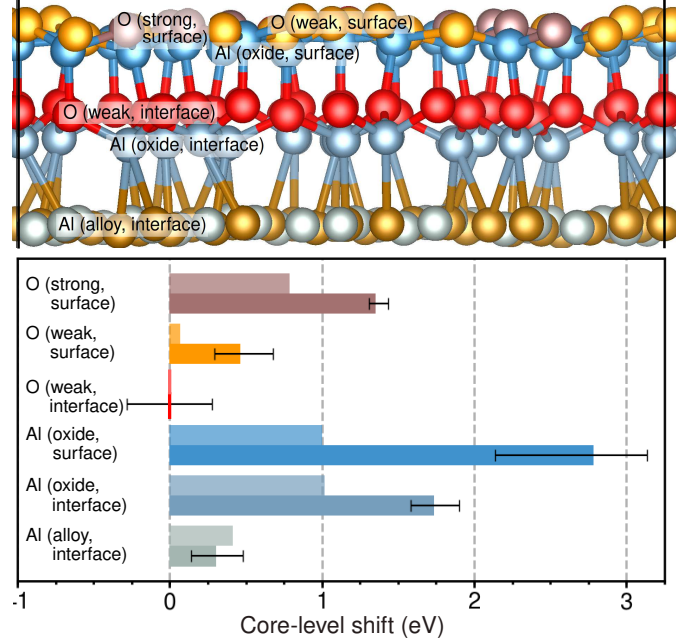 O (strong,
surface)
O (weak, surface)
Al (oxide, surface)
O (weak, interface)
Al (oxide, interface)
Al (alloy, interface)
O (strong,
surface)
O (weak,
surface)
O (weak,
interface)
Al (oxide,
surface)
Al (oxide,
interface)
Al (alloy,
interface)
-1 0 1 2 3
Core-level shift (eV)